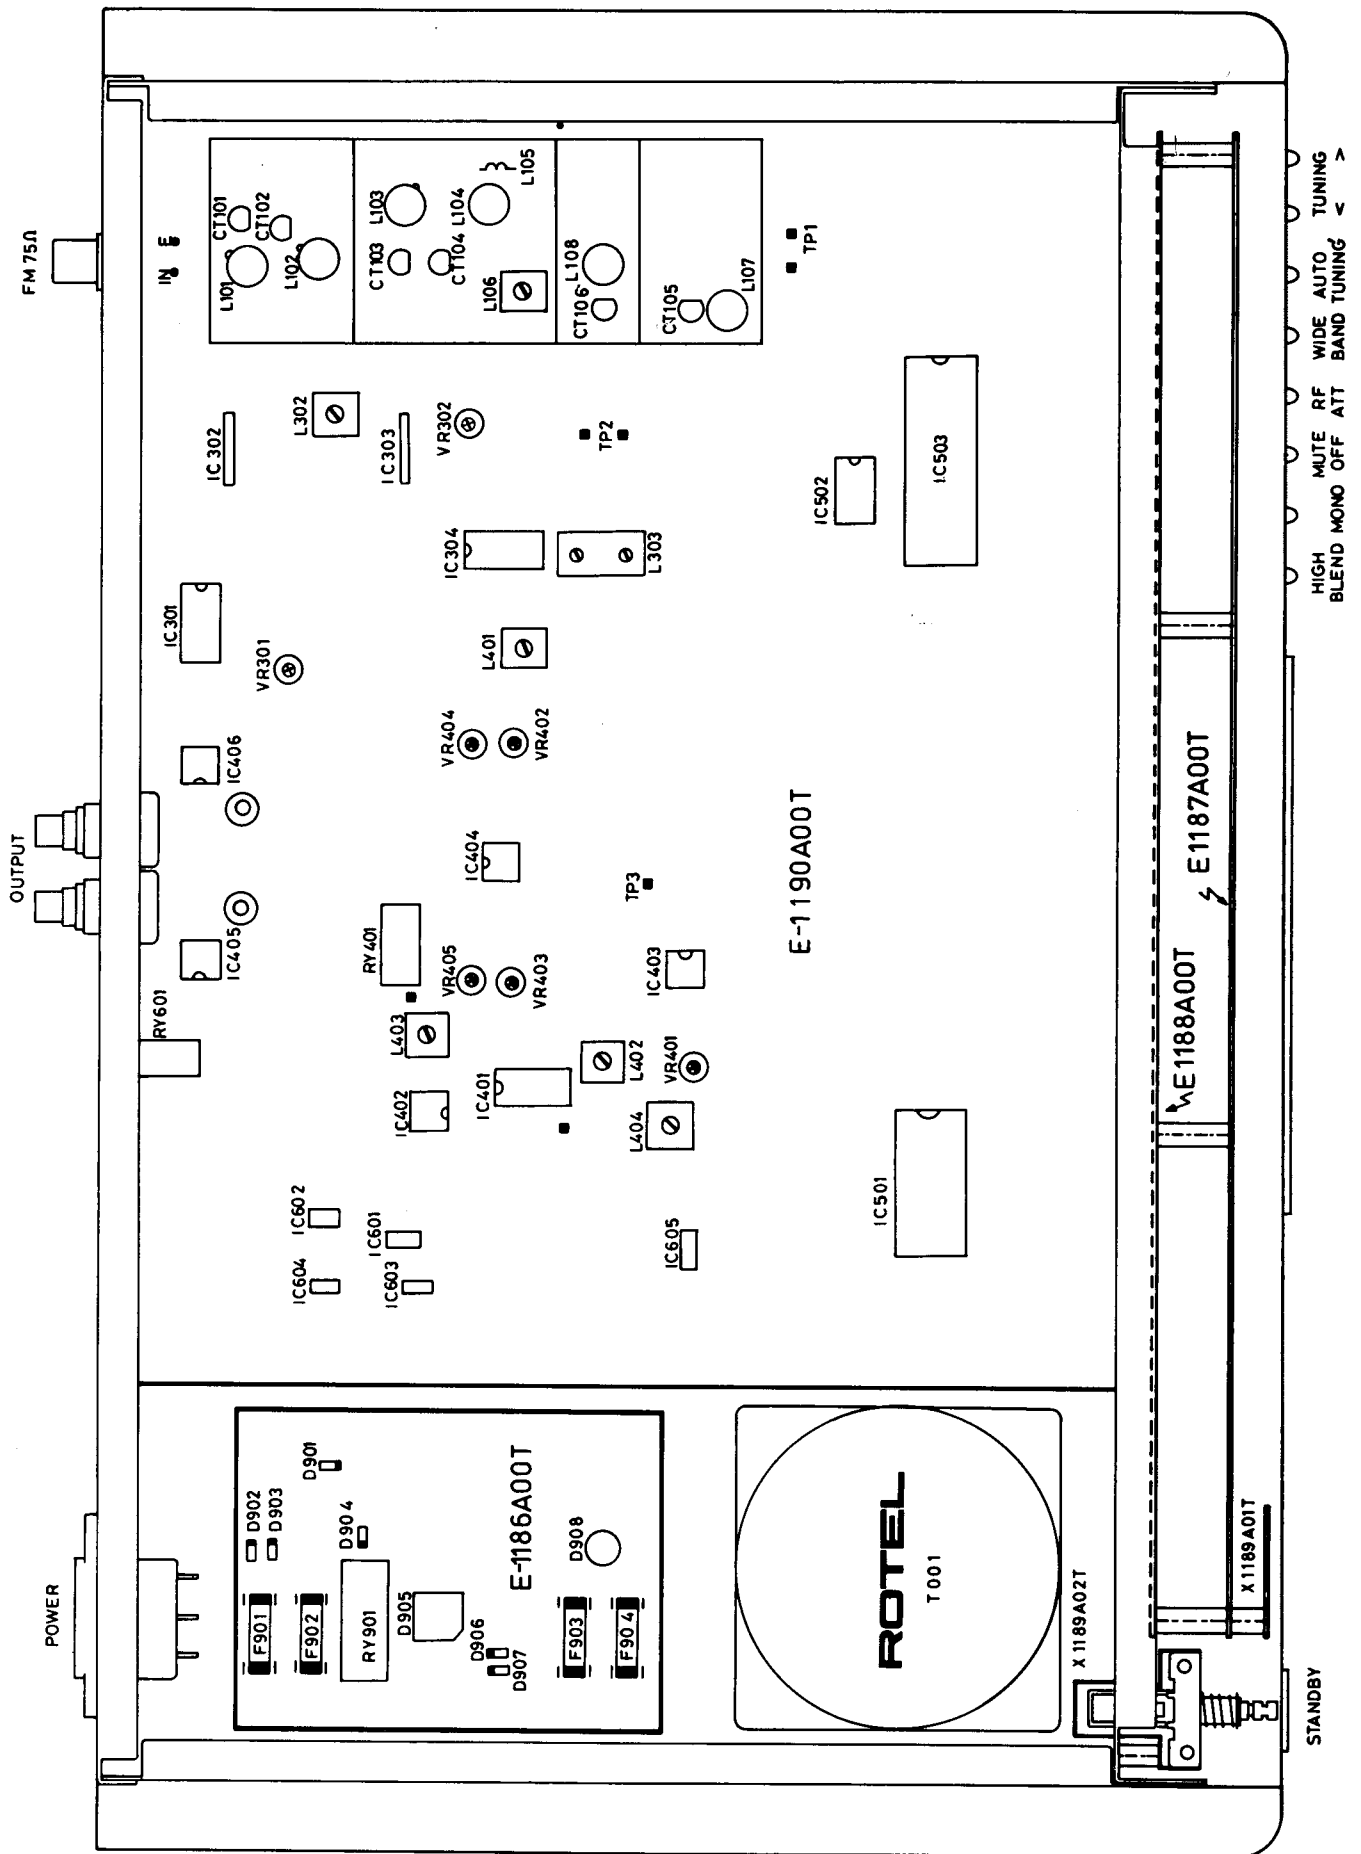 POWER
OUTPUT
FM 75Ω
IN E
RY601
IC405
IC406
IC301
VR301
IC302
L302
IC303
VR302
L101
CT101
CT102
L102
CT103
L103
CT104
L104
L105
L106
CT106
L108
CT105
L107
TP1
TP2
IC304
L303
L401
VR404
VR402
IC404
TP3
RY401
VR405
VR403
IC403
L403
IC402
IC401
L402
VR401
L404
IC602
IC601
IC604
IC603
IC605
IC501
IC502
IC503
E-1190A00T
D902
D903
D901
D904
F901
F902
RY901
D905
D906
D907
E-1186A00T
D908
F903
F904
ROTEL
T001
X1189A02T
X1189A01T
E1188A00T
E1187A00T
STANDBY
HIGH MUTE RF WIDE AUTO TUNING
BLEND MONO OFF ATT BAND TUNING < >